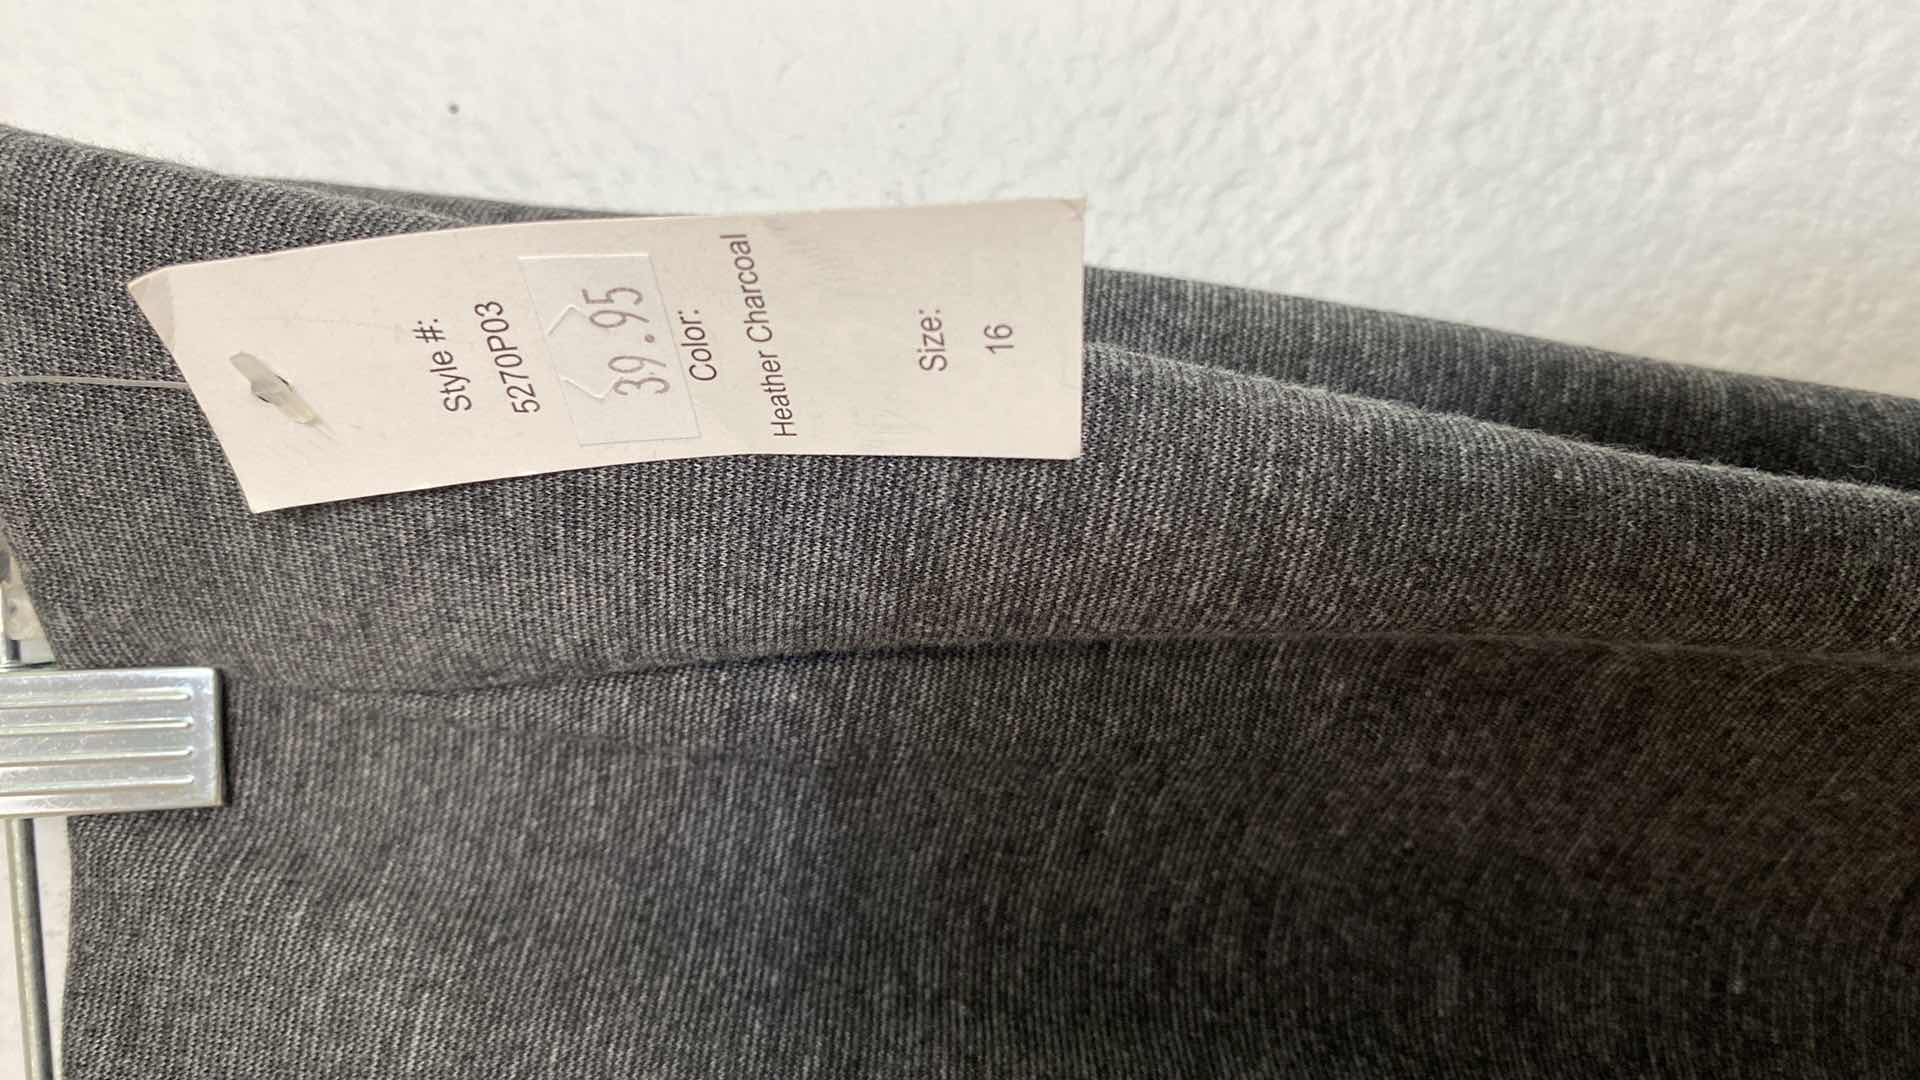 Style #:
5270P03
39.95
Color:
Heather Charcoal
Size:
16